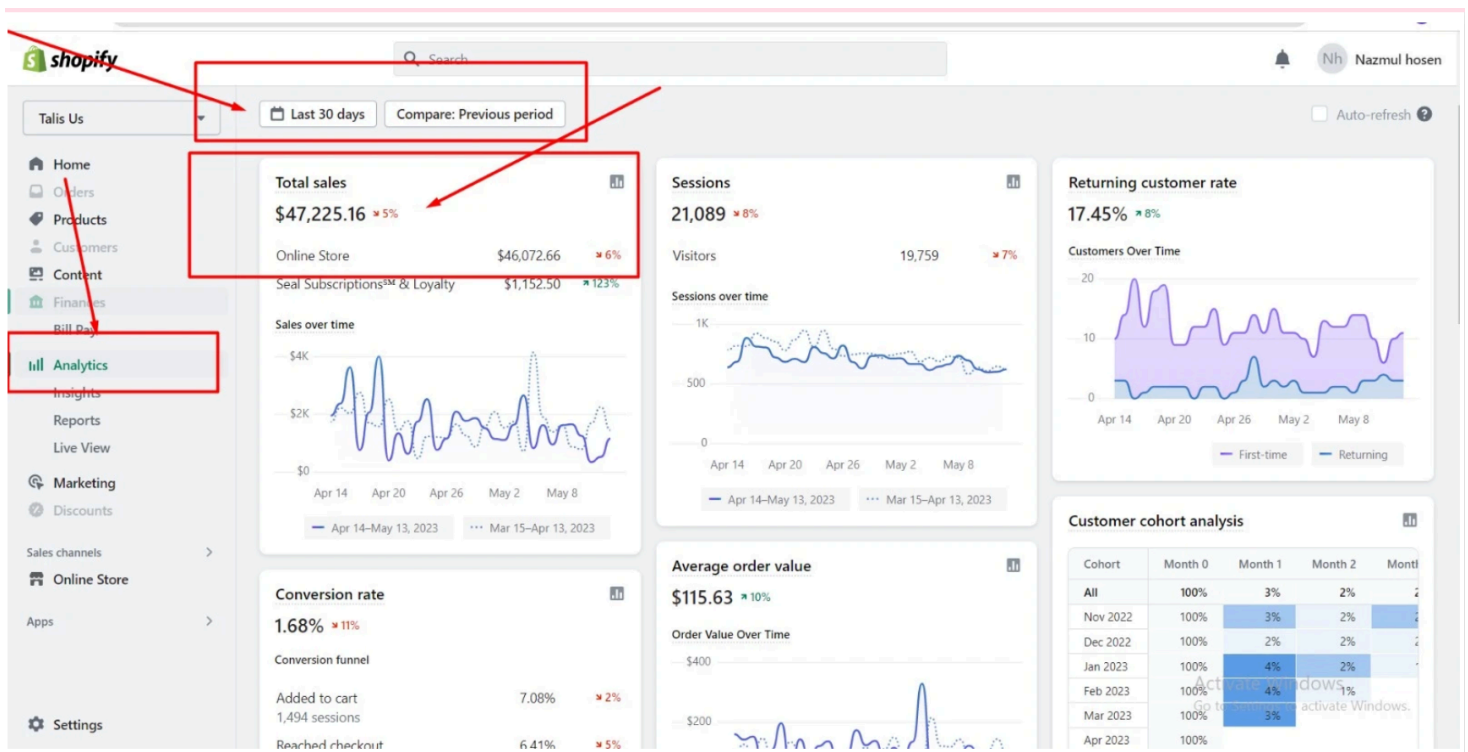 shopify
Search
Nh Nazmul hosen
Talis Us
Last 30 days
Compare: Previous period
Auto-refresh
Home
Orders
Products
Customers
Content
Finances
Bill Pay
Analytics
Insights
Reports
Live View
Marketing
Discounts
Sales channels
Online Store
Apps
Settings
Total sales
$47,225.16 5%
Online Store $46,072.66 6%
Seal Subscriptions℠ & Loyalty $1,152.50 123%
Sales over time
$4K
$2K
$0
Apr 14 Apr 20 Apr 26 May 2 May 8
Apr 14–May 13, 2023 Mar 15–Apr 13, 2023
Conversion rate
1.68% 11%
Conversion funnel
Added to cart 7.08% 2%
1,494 sessions
Reached checkout 6.41% 5%
Sessions
21,089 8%
Visitors 19,759 7%
Sessions over time
1K
500
0
Apr 14 Apr 20 Apr 26 May 2 May 8
Apr 14–May 13, 2023 Mar 15–Apr 13, 2023
Average order value
$115.63 10%
Order Value Over Time
$400
$200
Returning customer rate
17.45% 8%
Customers Over Time
20
10
0
Apr 14 Apr 20 Apr 26 May 2 May 8
First-time Returning
Customer cohort analysis
Cohort Month 0 Month 1 Month 2
All 100% 3% 2%
Nov 2022 100% 3% 2%
Dec 2022 100% 2% 2%
Jan 2023 100% 4% 2%
Feb 2023 100% 4% 1%
Mar 2023 100% 3%
Apr 2023 100%
Activate Windows
Go to Settings to activate Windows.